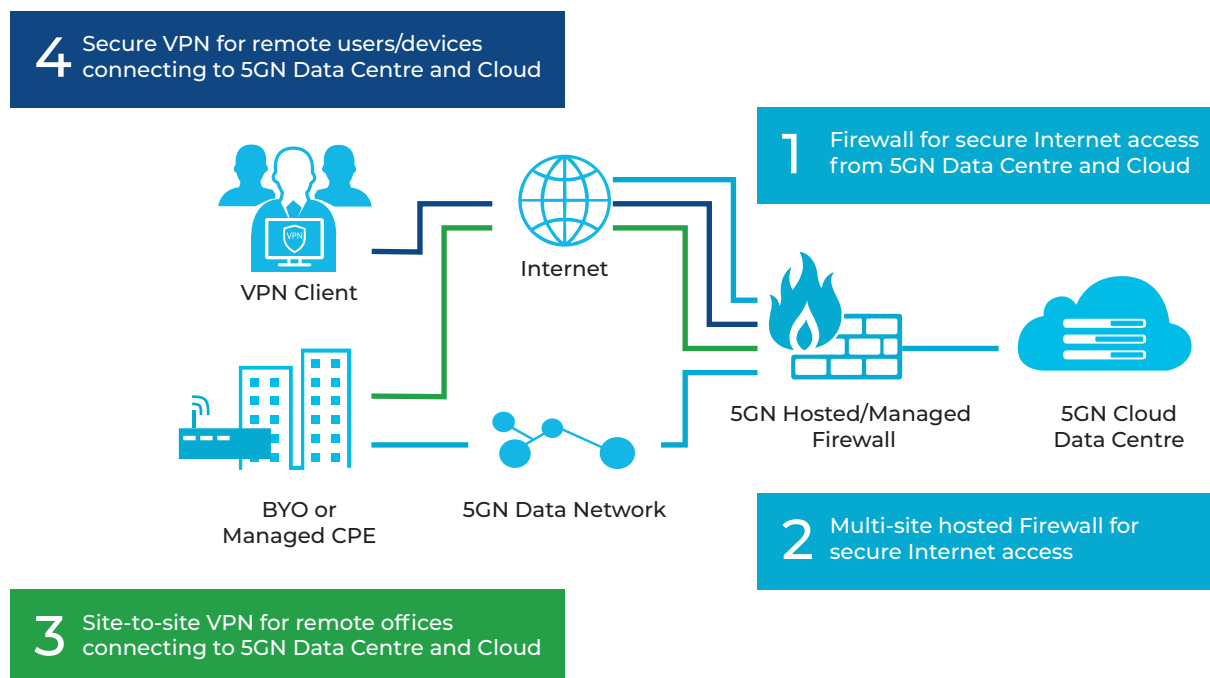 4
Secure VPN for remote users/devices
connecting to 5GN Data Centre and Cloud
1
Firewall for secure Internet access
from 5GN Data Centre and Cloud
VPN
VPN Client
Internet
5GN Hosted/Managed
Firewall
5GN Cloud
Data Centre
BYO or
Managed CPE
5GN Data Network
2
Multi-site hosted Firewall for
secure Internet access
3
Site-to-site VPN for remote offices
connecting to 5GN Data Centre and Cloud